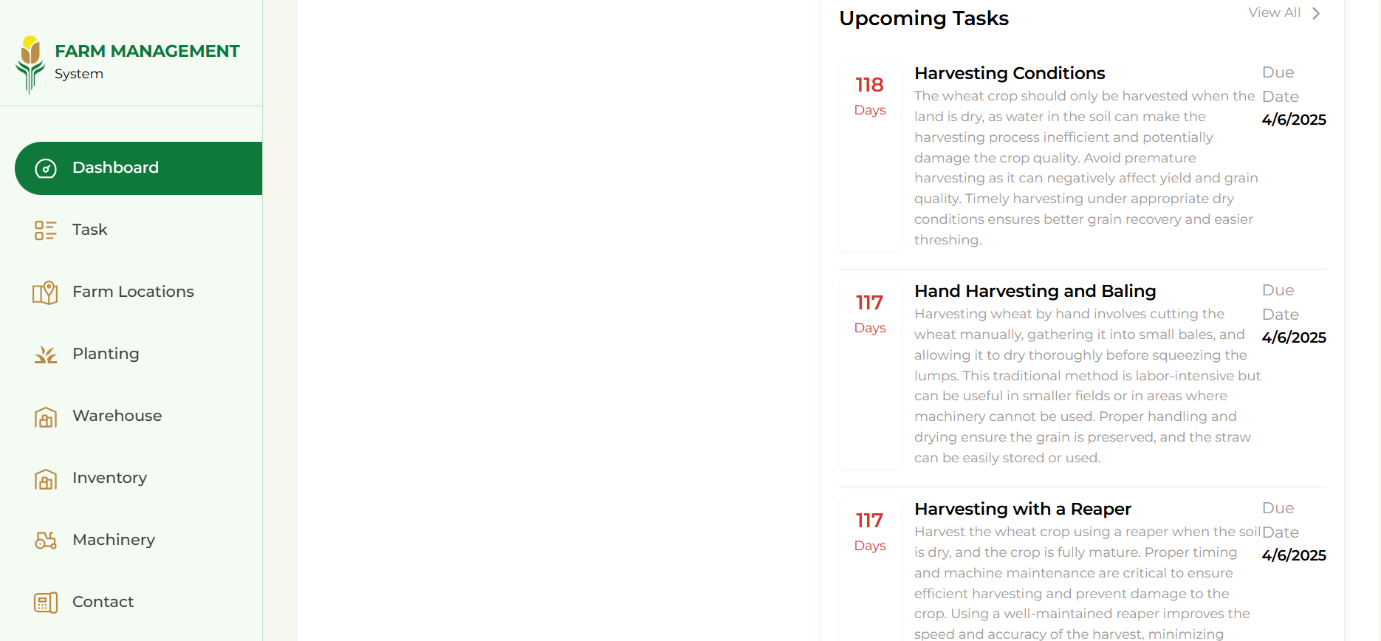 FARM MANAGEMENT
System
Dashboard
Task
Farm Locations
Planting
Warehouse
Inventory
Machinery
Contact
Upcoming Tasks
View All
118
Days
Harvesting Conditions
The wheat crop should only be harvested when the
land is dry, as water in the soil can make the
harvesting process inefficient and potentially
damage the crop quality. Avoid premature
harvesting as it can negatively affect yield and grain
quality. Timely harvesting under appropriate dry
conditions ensures better grain recovery and easier
threshing.
Due
Date
4/6/2025
117
Days
Hand Harvesting and Baling
Harvesting wheat by hand involves cutting the
wheat manually, gathering it into small bales, and
allowing it to dry thoroughly before squeezing the
lumps. This traditional method is labor-intensive but
can be useful in smaller fields or in areas where
machinery cannot be used. Proper handling and
drying ensure the grain is preserved, and the straw
can be easily stored or used.
Due
Date
4/6/2025
117
Days
Harvesting with a Reaper
Harvest the wheat crop using a reaper when the soil
is dry, and the crop is fully mature. Proper timing
and machine maintenance are critical to ensure
efficient harvesting and prevent damage to the
crop. Using a well-maintained reaper improves the
speed and accuracy of the harvest, minimizing
Due
Date
4/6/2025